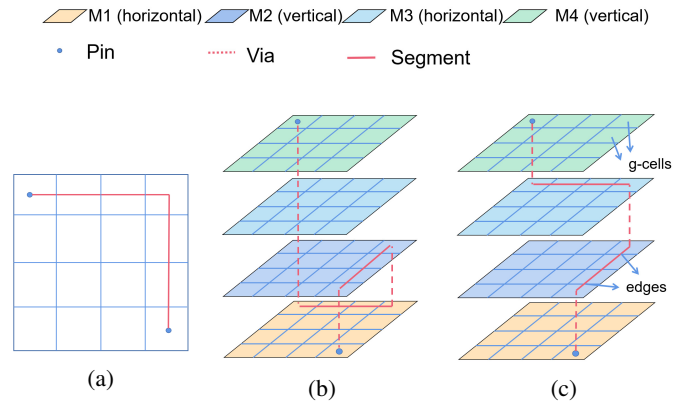 M1 (horizontal) M2 (vertical) M3 (horizontal) M4 (vertical)
Pin Via Segment
g-cells
edges
(a) (b) (c)